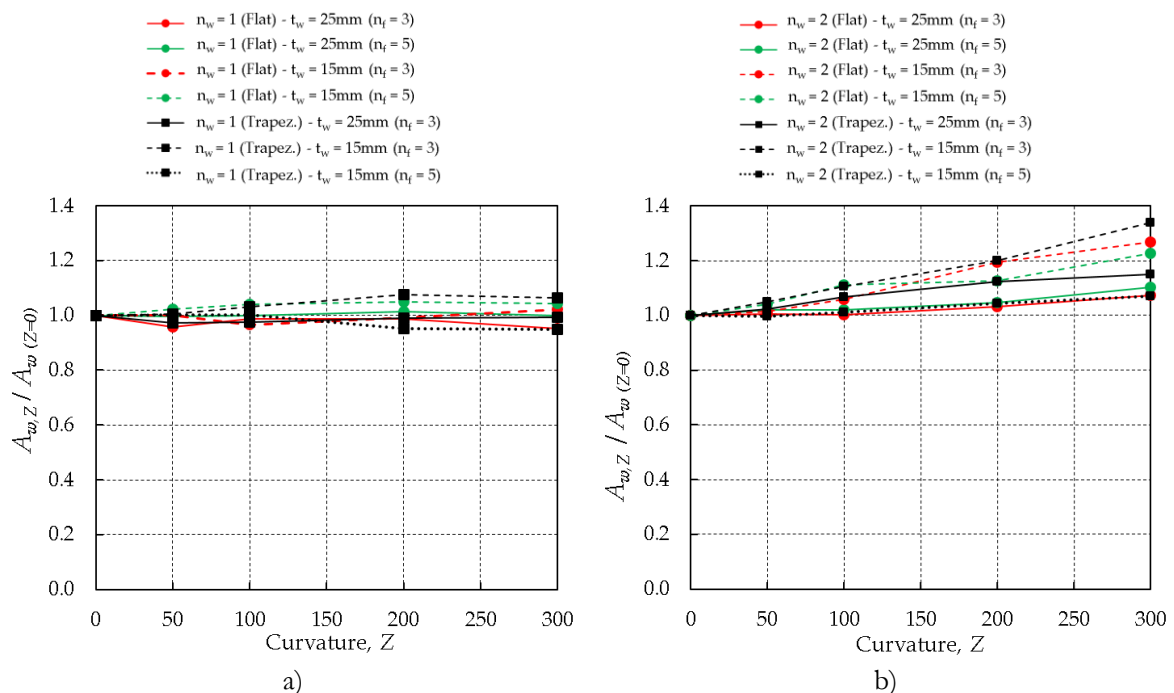 n_w = 1 (Flat) - t_w = 25mm (n_f = 3)
n_w = 1 (Flat) - t_w = 25mm (n_f = 5)
n_w = 1 (Flat) - t_w = 15mm (n_f = 3)
n_w = 1 (Flat) - t_w = 15mm (n_f = 5)
n_w = 1 (Trapez.) - t_w = 25mm (n_f = 3)
n_w = 1 (Trapez.) - t_w = 15mm (n_f = 3)
n_w = 1 (Trapez.) - t_w = 15mm (n_f = 5)
1.4
1.2
1.0
0.8
0.6
0.4
0.2
0.0
A_{w,Z} / A_{w (Z=0)}
0 50 100 150 200 250 300
Curvature, Z
a)
n_w = 2 (Flat) - t_w = 25mm (n_f = 3)
n_w = 2 (Flat) - t_w = 25mm (n_f = 5)
n_w = 2 (Flat) - t_w = 15mm (n_f = 3)
n_w = 2 (Flat) - t_w = 15mm (n_f = 5)
n_w = 2 (Trapez.) - t_w = 25mm (n_f = 3)
n_w = 2 (Trapez.) - t_w = 15mm (n_f = 3)
n_w = 2 (Trapez.) - t_w = 15mm (n_f = 5)
1.4
1.2
1.0
0.8
0.6
0.4
0.2
0.0
A_{w,Z} / A_{w (Z=0)}
0 50 100 150 200 250 300
Curvature, Z
b)